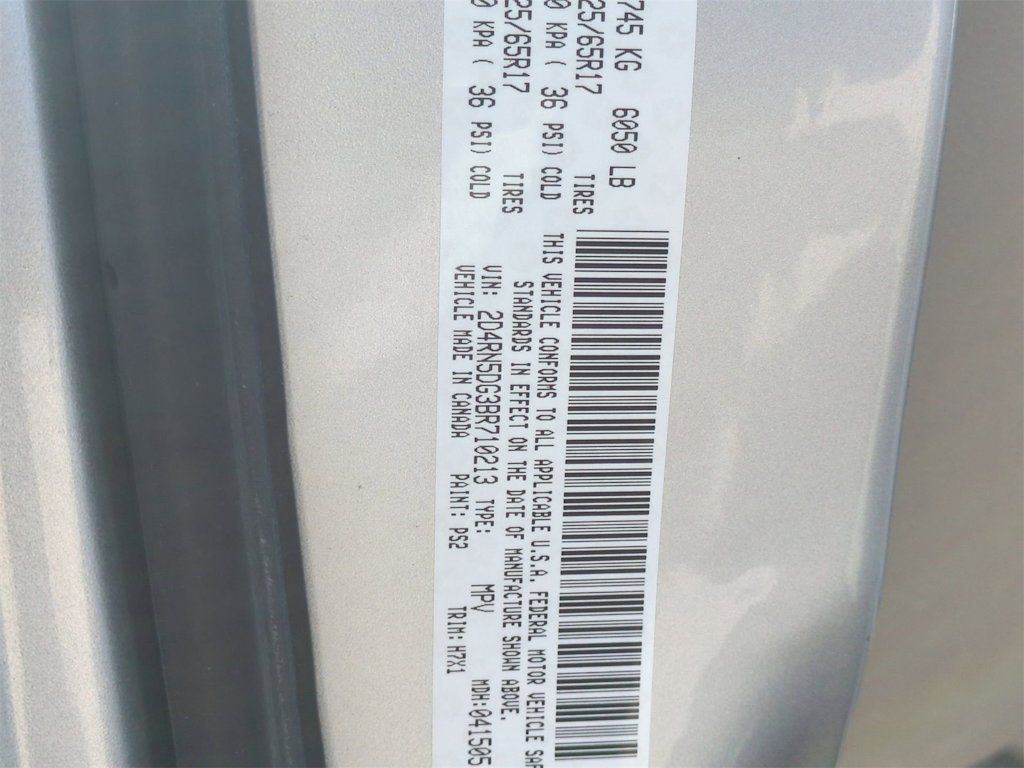 745 KG 6050 LB
25/65R17 TIRES
0 KPA ( 36 PSI) COLD
25/65R17 TIRES
0 KPA ( 36 PSI) COLD
THIS VEHICLE CONFORMS TO ALL APPLICABLE U.S.A. FEDERAL MOTOR VEHICLE SAF
STANDARDS IN EFFECT ON THE DATE OF MANUFACTURE SHOWN ABOVE.
VIN: 2D4RN5DG3BR710213 TYPE: MPV MDH:041505
VEHICLE MADE IN CANADA PAINT: PS2 TRIM:H7X1